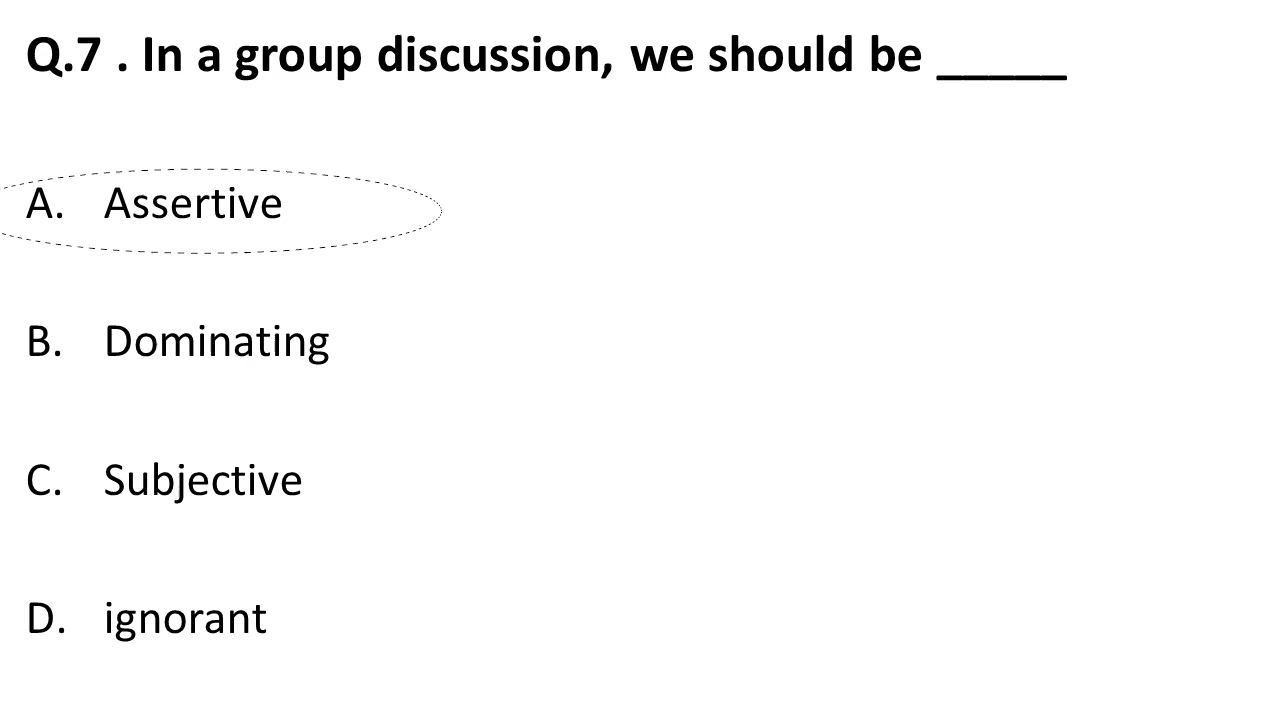 Q.7 . In a group discussion, we should be _____
A. Assertive
B. Dominating
C. Subjective
D. ignorant